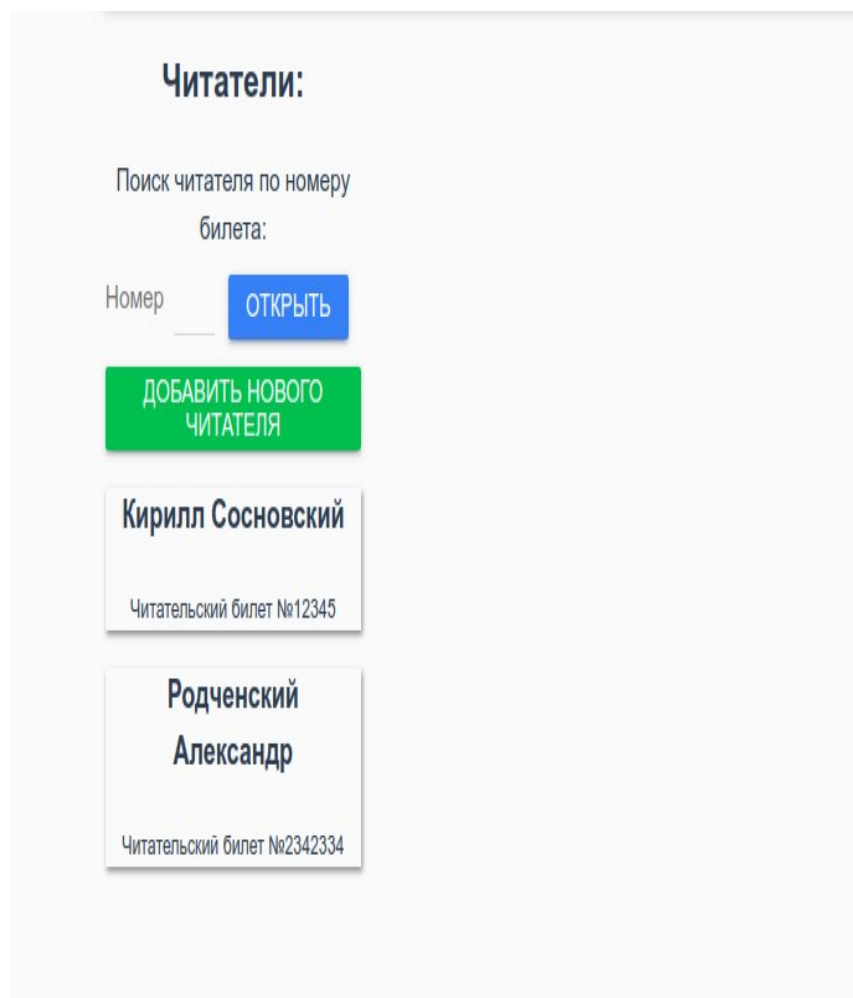 Читатели:
Поиск читателя по номеру
билета:
Номер
ОТКРЫТЬ
ДОБАВИТЬ НОВОГО
ЧИТАТЕЛЯ
Кирилл Сосновский
Читательский билет №12345
Родченский
Александр
Читательский билет №2342334